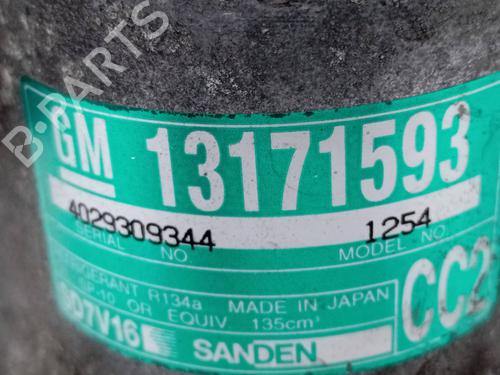 B-PARTS
GM 13171593
4029309344 1254
SERIAL NO MODEL NO.
REFRIGERANT R134a MADE IN JAPAN
SP-10 OR EQUIV 135cm³
SD7V16 SANDEN
CC2